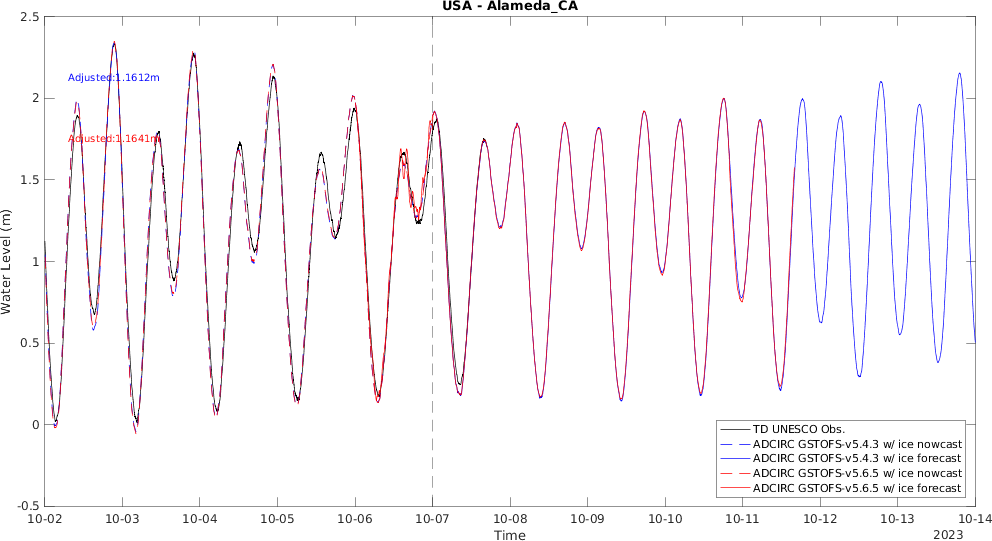 USA - Alameda_CA
2.5
2
1.5
1
0.5
0
-0.5
Water Level (m)
Adjusted:1.1612m
Adjusted:1.1641m
TD UNESCO Obs.
ADCIRC GSTOFS-v5.4.3 w/ ice nowcast
ADCIRC GSTOFS-v5.4.3 w/ ice forecast
ADCIRC GSTOFS-v5.6.5 w/ ice nowcast
ADCIRC GSTOFS-v5.6.5 w/ ice forecast
10-02 10-03 10-04 10-05 10-06 10-07 10-08 10-09 10-10 10-11 10-12 10-13 10-14
Time
2023